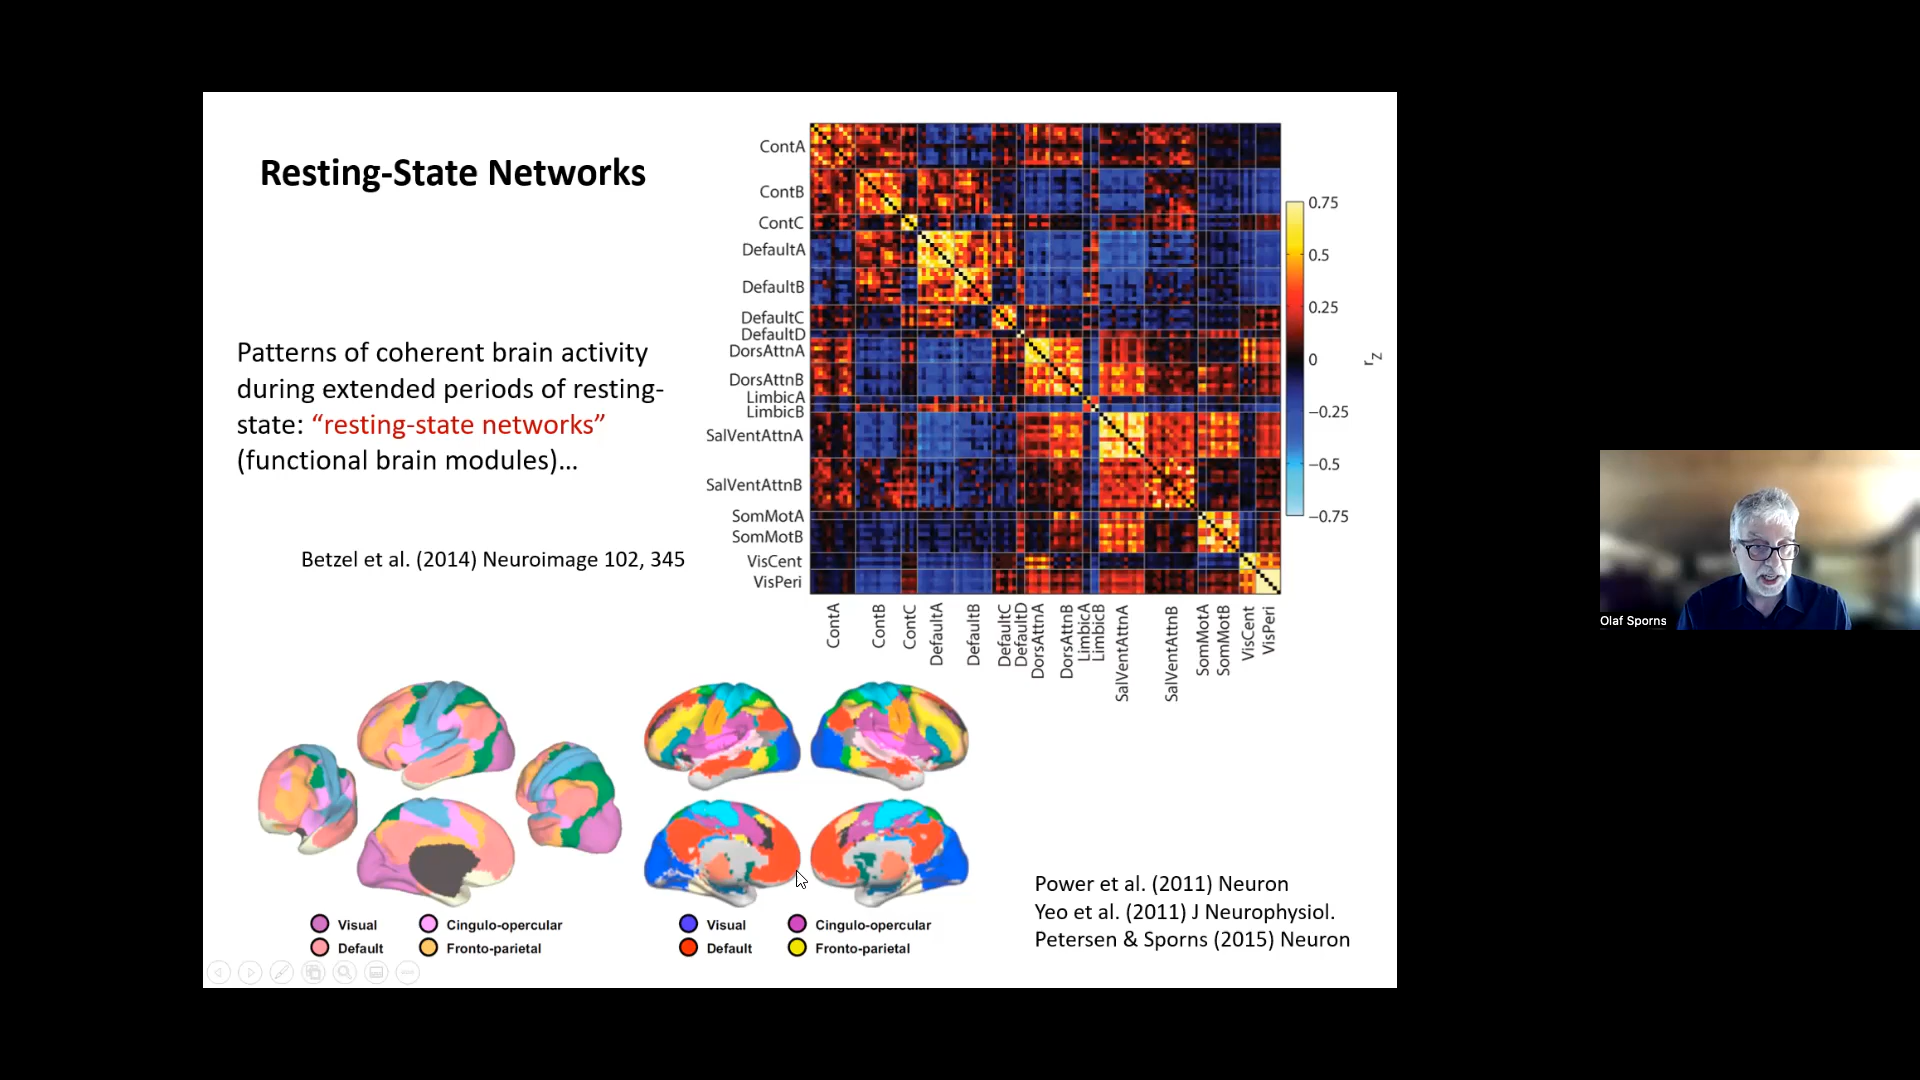 Resting-State Networks
Patterns of coherent brain activity
during extended periods of resting-
state: “resting-state networks”
(functional brain modules)…
Betzel et al. (2014) Neuroimage 102, 345
ContA
ContB
ContC
DefaultA
DefaultB
DefaultC
DefaultD
DorsAttnA
DorsAttnB
LimbicA
LimbicB
SalVentAttnA
SalVentAttnB
SomMotA
SomMotB
VisCent
VisPeri
ContA
ContB
ContC
DefaultA
DefaultB
DefaultC
DefaultD
DorsAttnA
DorsAttnB
LimbicA
LimbicB
SalVentAttnA
SalVentAttnB
SomMotA
SomMotB
VisCent
VisPeri
0.75
0.5
0.25
0
−0.25
−0.5
−0.75
rz
Visual
Cingulo-opercular
Default
Fronto-parietal
Visual
Cingulo-opercular
Default
Fronto-parietal
Power et al. (2011) Neuron
Yeo et al. (2011) J Neurophysiol.
Petersen & Sporns (2015) Neuron
Olaf Sporns